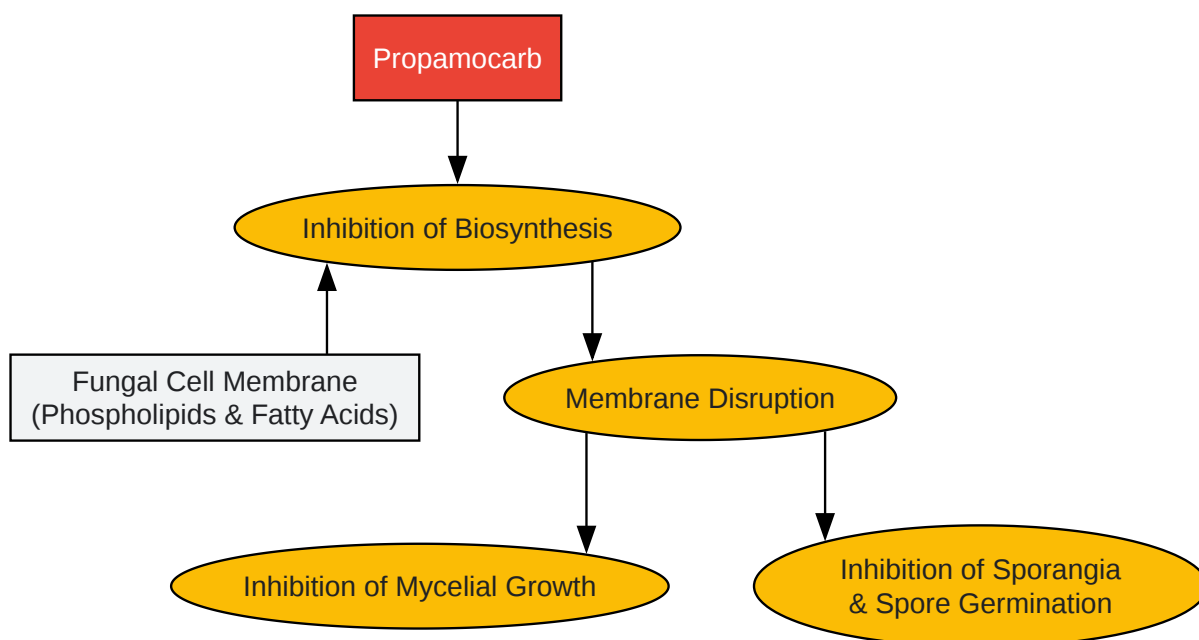 Propamocarb
Inhibition of Biosynthesis
Fungal Cell Membrane
(Phospholipids & Fatty Acids)
Membrane Disruption
Inhibition of Mycelial Growth
Inhibition of Sporangia
& Spore Germination